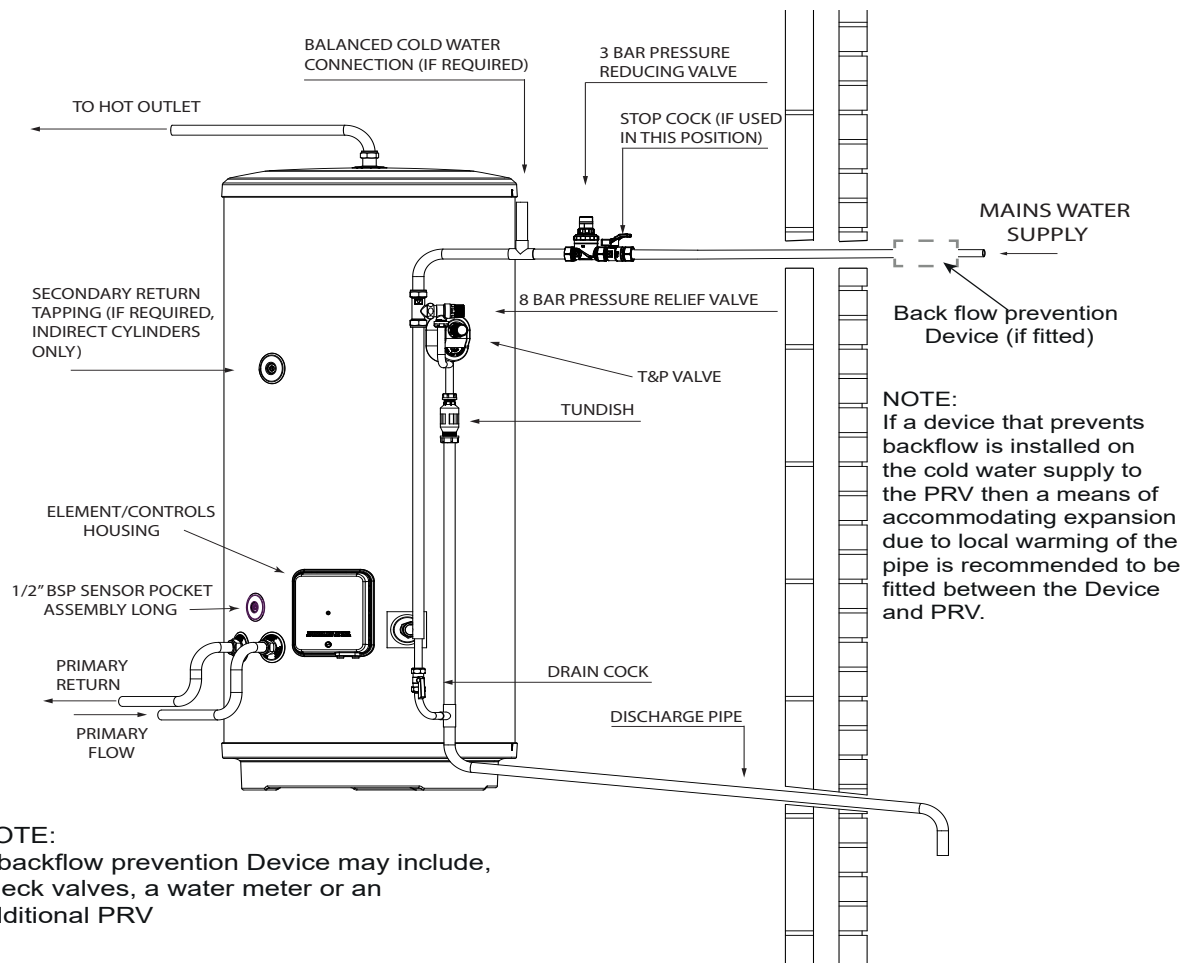 BALANCED COLD WATER
CONNECTION (IF REQUIRED)
3 BAR PRESSURE
REDUCING VALVE
TO HOT OUTLET
STOP COCK (IF USED
IN THIS POSITION)
MAINS WATER
SUPPLY
SECONDARY RETURN
TAPPING (IF REQUIRED,
INDIRECT CYLINDERS
ONLY)
8 BAR PRESSURE RELIEF VALVE
Back flow prevention
Device (if fitted)
T&P VALVE
TUNDISH
NOTE:
If a device that prevents
backflow is installed on
the cold water supply to
the PRV then a means of
accommodating expansion
due to local warming of the
pipe is recommended to be
fitted between the Device
and PRV.
ELEMENT/CONTROLS
HOUSING
1/2" BSP SENSOR POCKET
ASSEMBLY LONG
PRIMARY
RETURN
PRIMARY
FLOW
DRAIN COCK
DISCHARGE PIPE
OTE:
backflow prevention Device may include,
eck valves, a water meter or an
dditional PRV